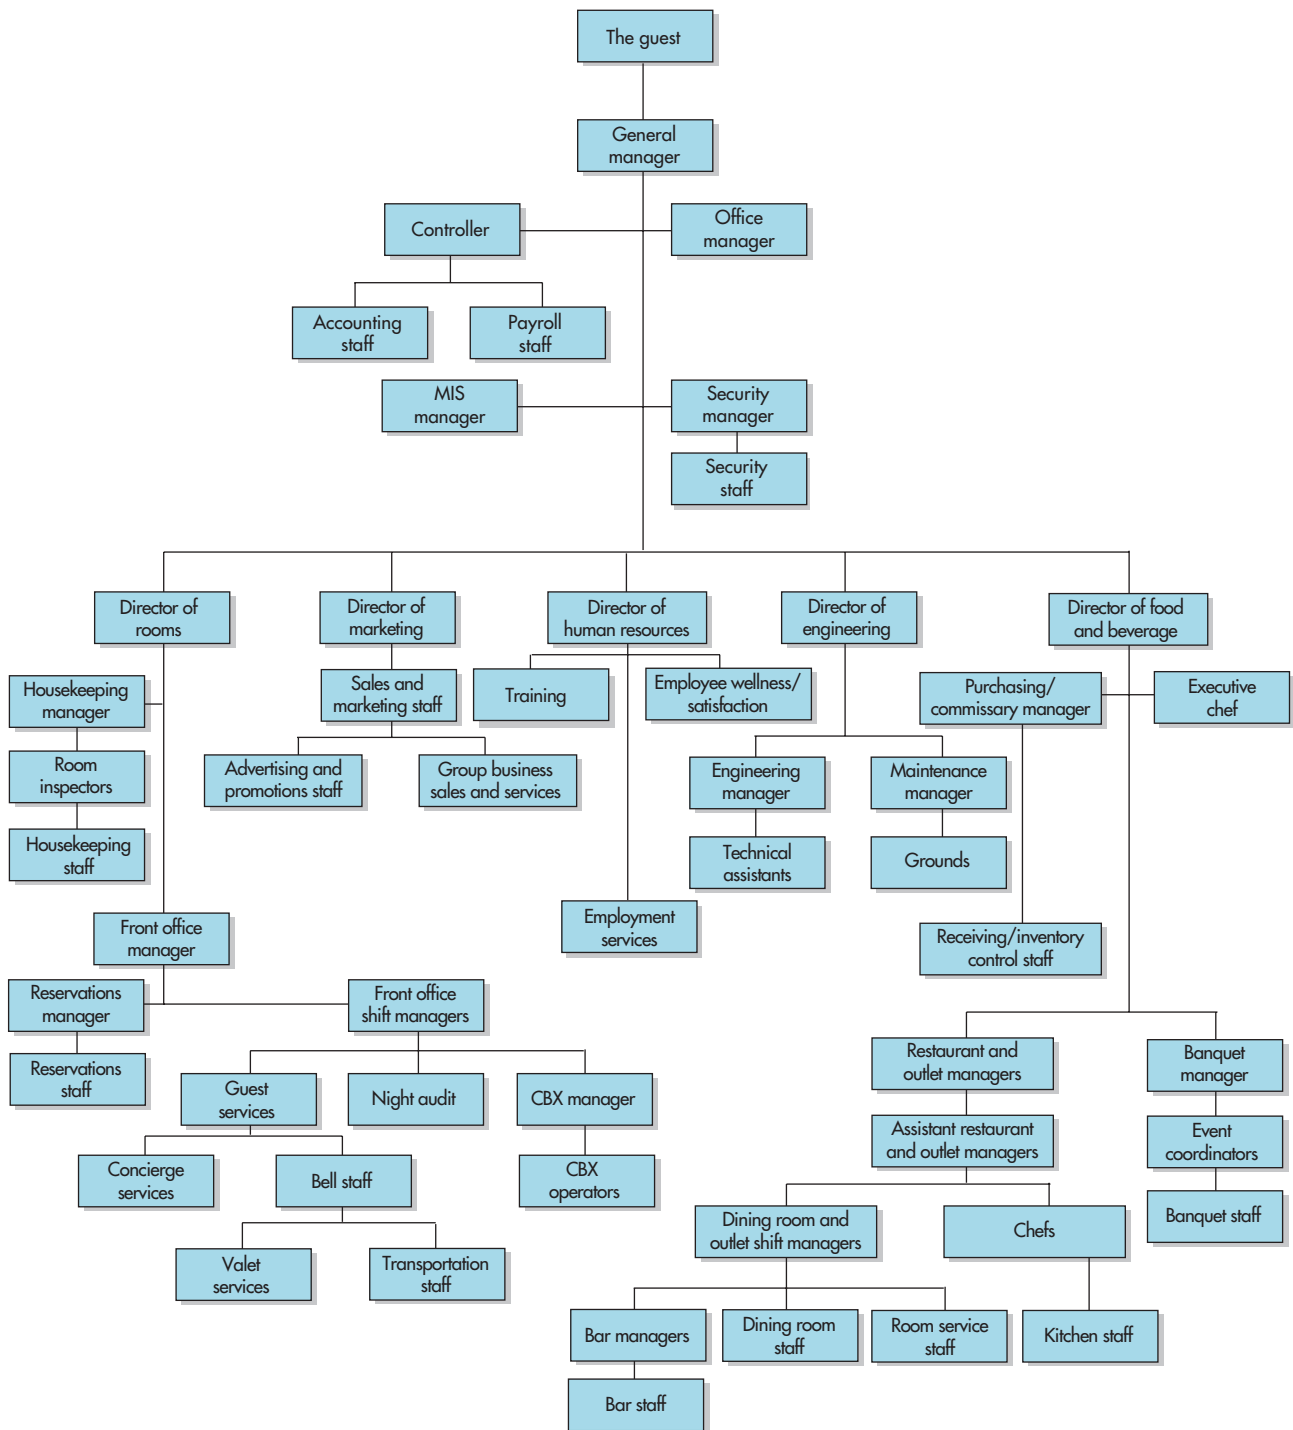 The guest
General
manager
Controller
Office
manager
Accounting
staff
Payroll
staff
MIS
manager
Security
manager
Security
staff
Director of
rooms
Director of
marketing
Director of
human resources
Director of
engineering
Director of food
and beverage
Housekeeping
manager
Sales and
marketing staff
Training
Employee wellness/
satisfaction
Purchasing/
commissary manager
Executive
chef
Room
inspectors
Advertising and
promotions staff
Group business
sales and services
Engineering
manager
Maintenance
manager
Housekeeping
staff
Technical
assistants
Grounds
Front office
manager
Employment
services
Receiving/inventory
control staff
Reservations
manager
Front office
shift managers
Restaurant and
outlet managers
Banquet
manager
Reservations
staff
Guest
services
Night audit
CBX manager
Assistant restaurant
and outlet managers
Event
coordinators
Concierge
services
Bell staff
CBX
operators
Dining room and
outlet shift managers
Chefs
Banquet staff
Valet
services
Transportation
staff
Bar managers
Dining room
staff
Room service
staff
Kitchen staff
Bar staff